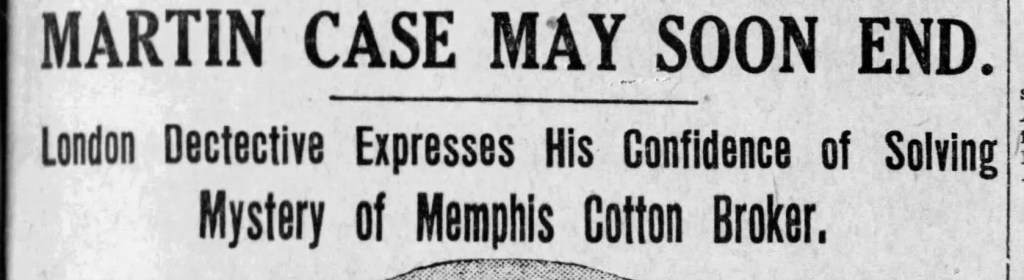 MARTIN CASE MAY SOON END.
London Dectective Expresses His Confidence of Solving
Mystery of Memphis Cotton Broker.